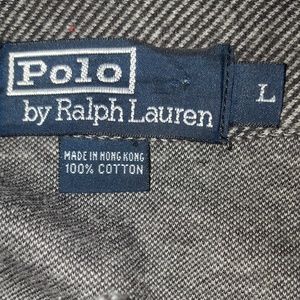 Polo
by Ralph Lauren
L
MADE IN HONG KONG
100% COTTON